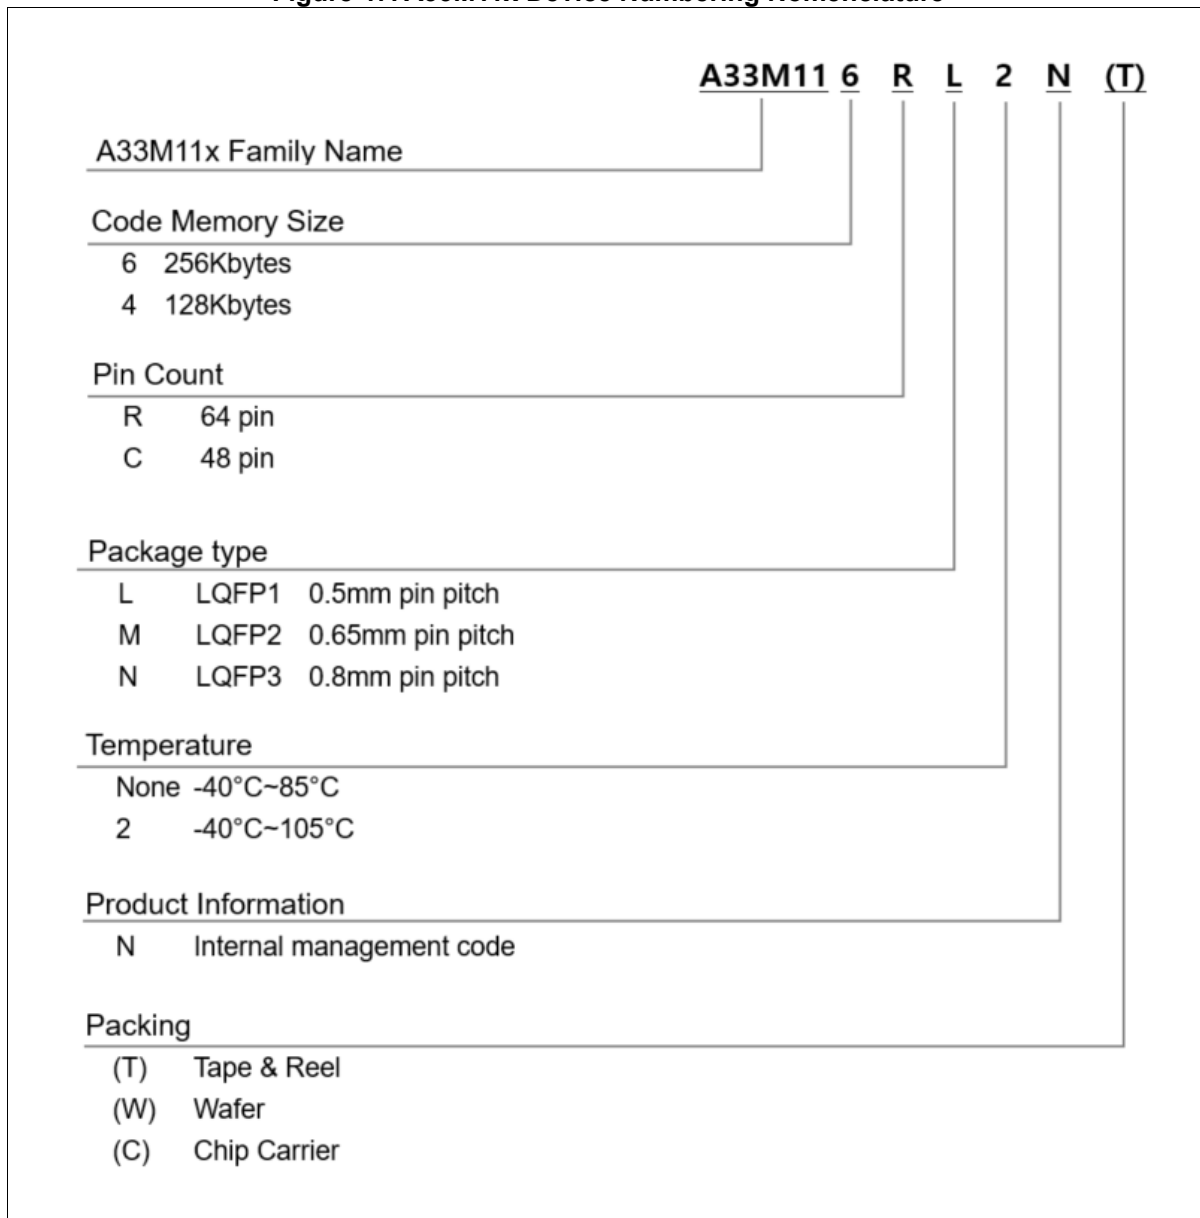 A33M11 6 R L 2 N (T)
A33M11x Family Name
Code Memory Size
6 256Kbytes
4 128Kbytes
Pin Count
R 64 pin
C 48 pin
Package type
L LQFP1 0.5mm pin pitch
M LQFP2 0.65mm pin pitch
N LQFP3 0.8mm pin pitch
Temperature
None -40°C~85°C
2 -40°C~105°C
Product Information
N Internal management code
Packing
(T) Tape & Reel
(W) Wafer
(C) Chip Carrier